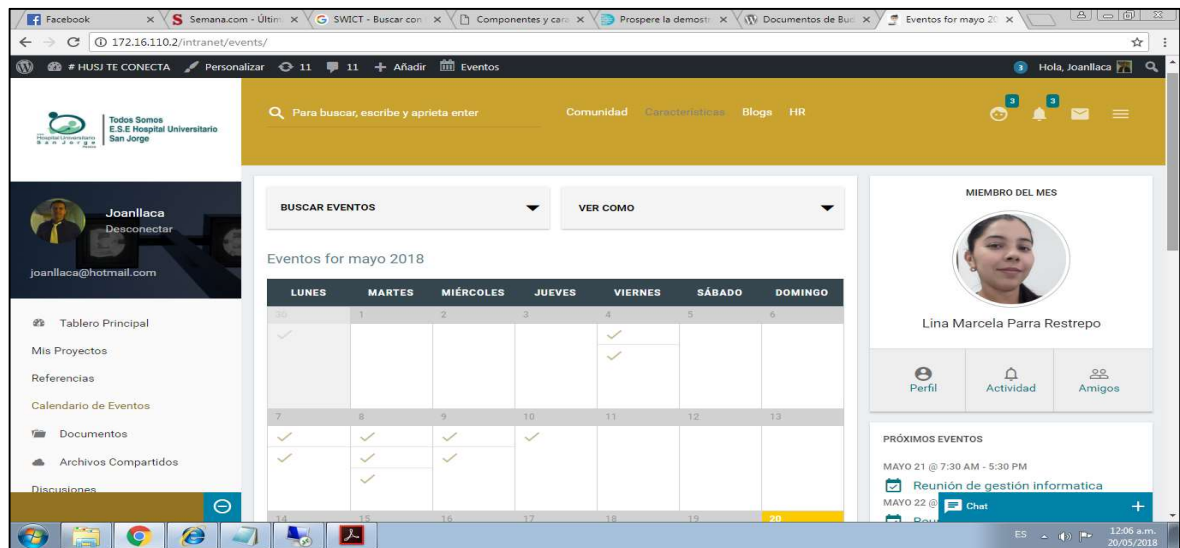 Facebook
Semana.com - Últim
SWICT - Buscar con
Componentes y cara
Prospere la demostr
Documentos de Bud
Eventos for mayo 20
172.16.110.2/intranet/events/
# HUSJ TE CONECTA Personalizar 11 11 + Añadir Eventos
3 Hola, Joanllaca
Todos Somos
E.S.E Hospital Universitario
San Jorge
Hospital Universitario
San Jorge
Para buscar, escribe y aprieta enter
Comunidad Características Blogs HR
3 3
Joanllaca
Desconectar
joanllaca@hotmail.com
Tablero Principal
Mis Proyectos
Referencias
Calendario de Eventos
Documentos
Archivos Compartidos
Discusiones
BUSCAR EVENTOS
VER COMO
Eventos for mayo 2018
LUNES MARTES MIÉRCOLES JUEVES VIERNES SÁBADO DOMINGO
30 1 2 3 4 5 6
7 8 9 10 11 12 13
14 15 16 17 18 19 20
MIEMBRO DEL MES
Lina Marcela Parra Restrepo
Perfil Actividad Amigos
PRÓXIMOS EVENTOS
MAYO 21 @ 7:30 AM - 5:30 PM
Reunión de gestión informatica
MAYO 22 @
Chat +
ES
12:06 a.m.
20/05/2018